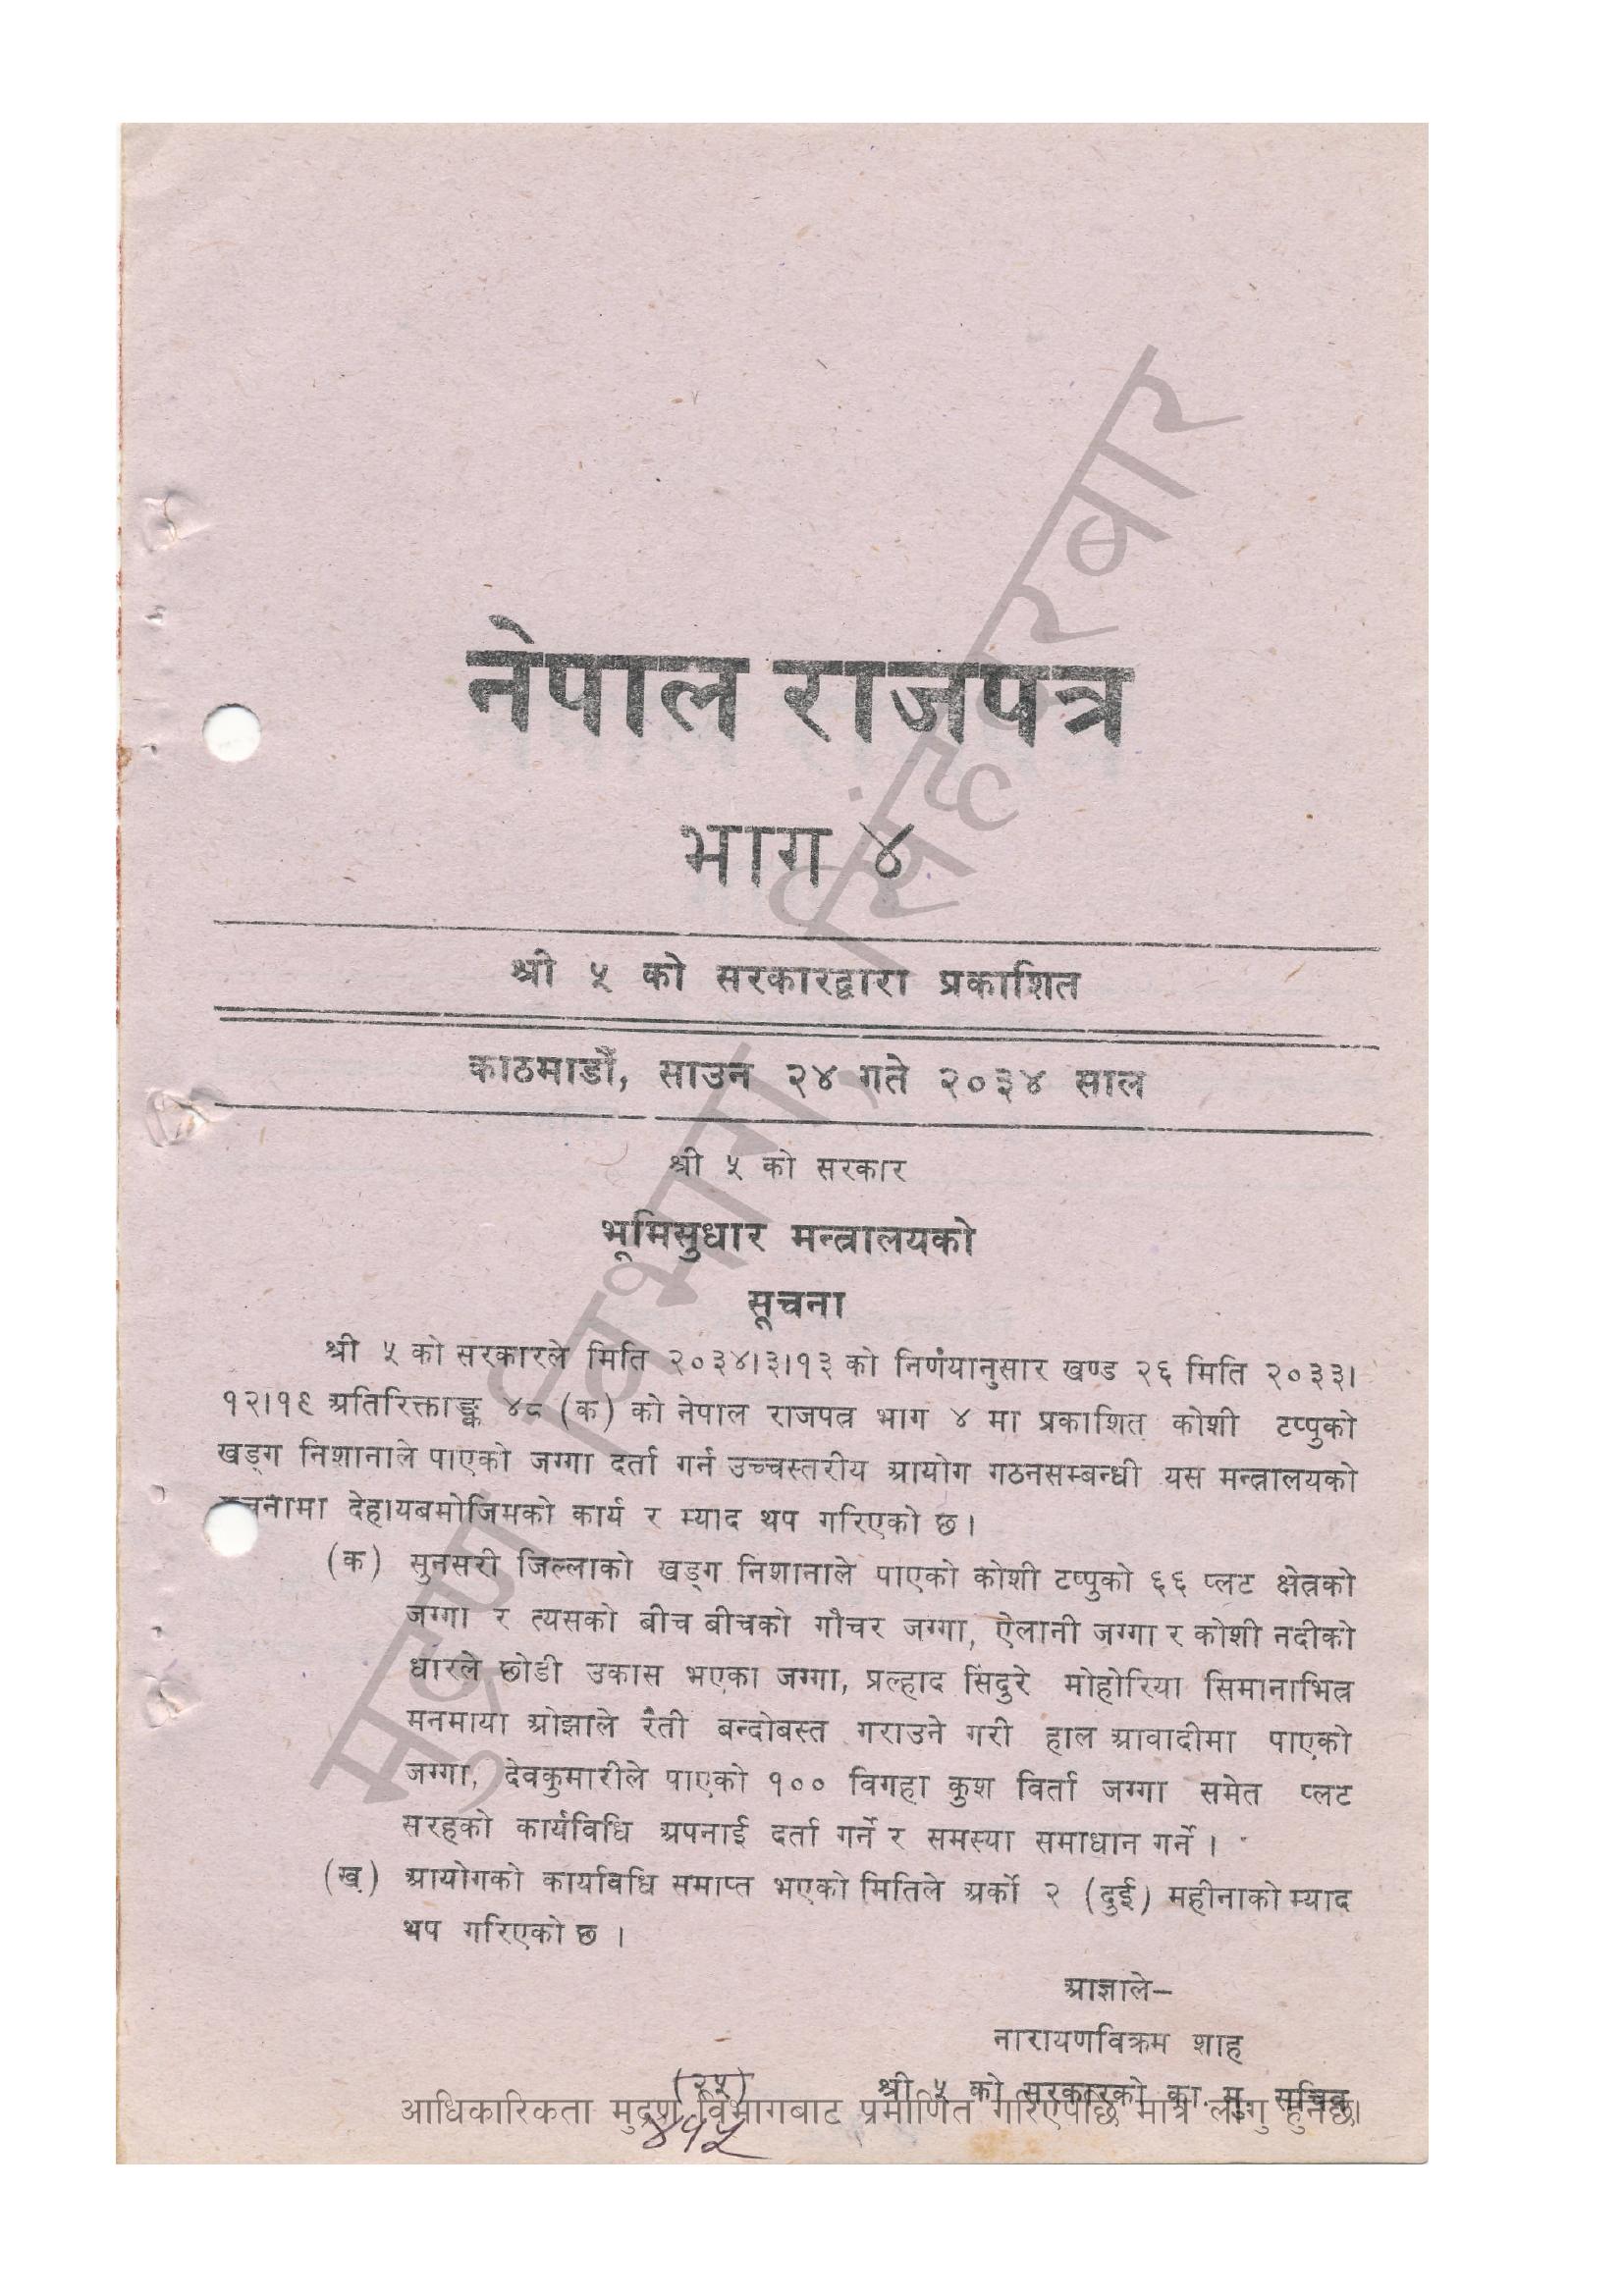 नेपाल राजपत्र
भाग ४
श्री ५ को सरकारद्वारा प्रकाशित
काठमाडौं, साउन २४ गते २०३४ साल
श्री ५ को सरकार
भूमिसुधार मन्त्रालयको
सूचना
श्री ५ को सरकारले मिति २०३४।३।१३ को निर्णयानुसार खण्ड २६ मिति २०३३।
१२।१९ अतिरिक्ताङ्क ४८ (क) को नेपाल राजपत्र भाग ४ मा प्रकाशित कोशी टप्पुको
खड्ग निशानाले पाएको जग्गा दर्ता गर्न उच्चस्तरीय आयोग गठनसम्बन्धी यस मन्त्रालयको
देहायबमोजिमको कार्य र म्याद थप गरिएको छ।
(क) सुनसरी जिल्लाको खड्ग निशानाले पाएको कोशी टप्पुको ६६ प्लट क्षेत्रको
जग्गा र त्यसको बीच बीचको गौचर जग्गा, ऐलानी जग्गा र कोशी नदीको
धारले छोडी उकास भएका जग्गा, प्रल्हाद सिंदुरे मोहोरिया सिमानाभित्र
मनमाया ओझाले रैती बन्दोबस्त गराउने गरी हाल आवादीमा पाएको
जग्गा, देवकुमारीले पाएको १०० विगहा कुश विर्ता जग्गा समेत प्लट
सरहको कार्यविधि अपनाई दर्ता गर्ने र समस्या समाधान गर्ने।
(ख) आयोगको कार्यावधि समाप्त भएको मितिले अर्को २ (दुई) महीनाको म्याद
थप गरिएको छ।
आज्ञाले–
नारायणविक्रम शाह
श्री ५ को सरकारको का. मु. सचिव
(२५)
आधिकारिकता मुद्रण विभागबाट प्रमाणित गरिएपछि मात्र लागु हुनेछ।
४१५
मुद्रण विभाग, सिंहदरबार